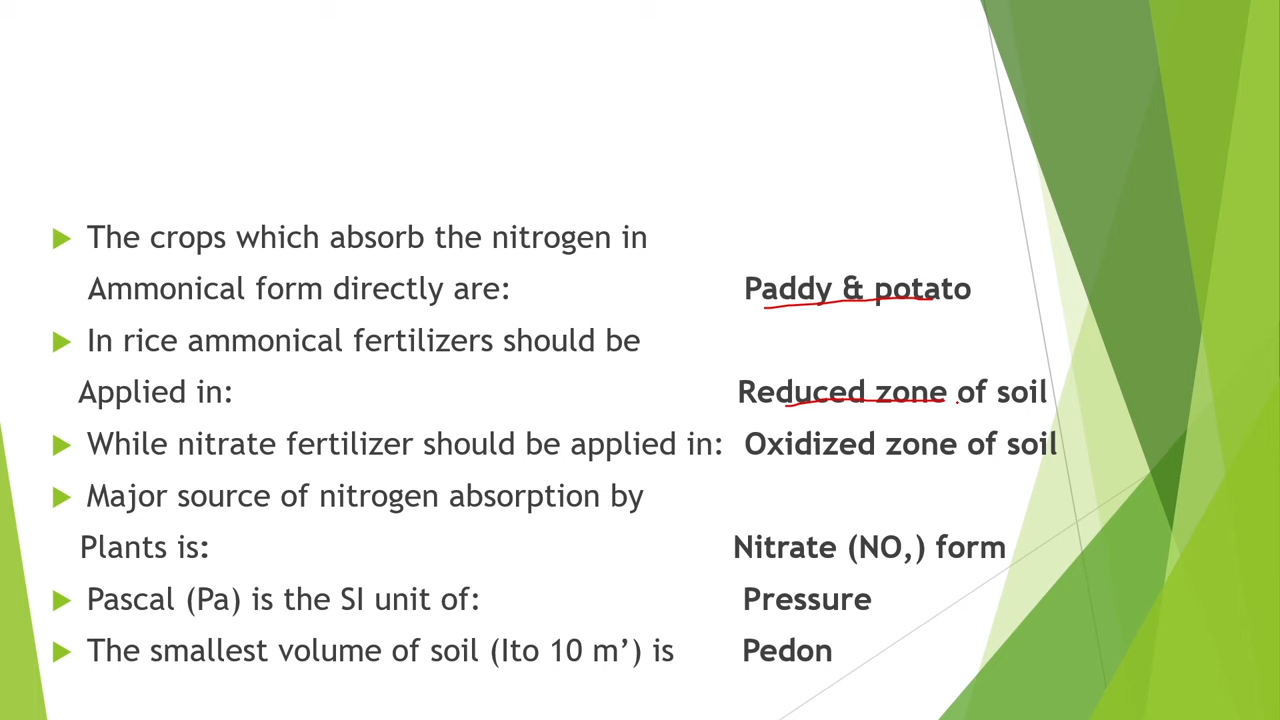 The crops which absorb the nitrogen in
Ammonical form directly are: Paddy & potato
In rice ammonical fertilizers should be
Applied in: Reduced zone of soil
While nitrate fertilizer should be applied in: Oxidized zone of soil
Major source of nitrogen absorption by
Plants is: Nitrate (NO,) form
Pascal (Pa) is the SI unit of: Pressure
The smallest volume of soil (Ito 10 m’) is Pedon